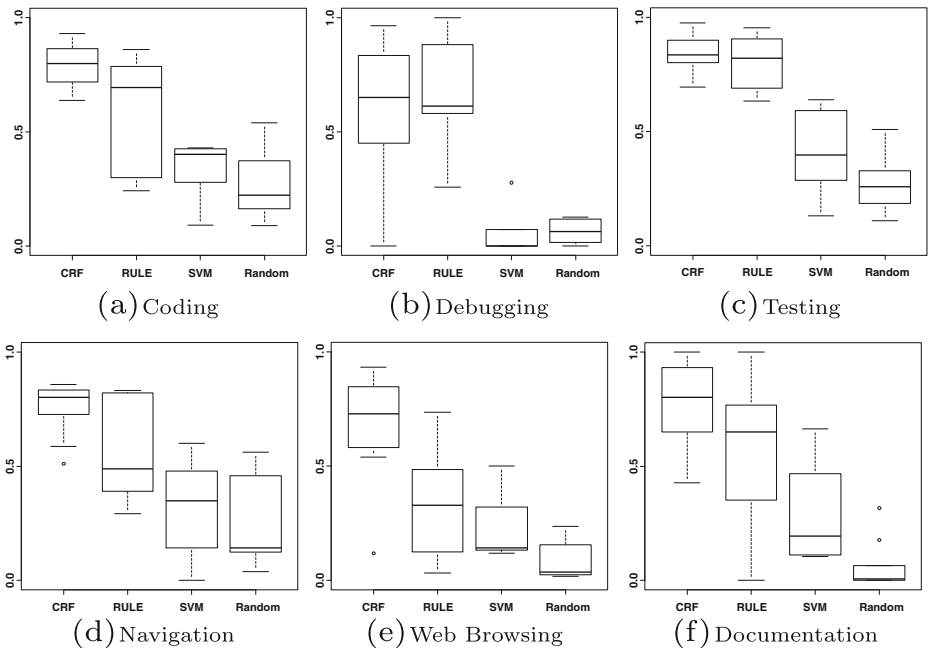 1.0 1.0 1.0
0.5 0.5 0.5
0.0 0.0 0.0
CRF RULE SVM Random CRF RULE SVM Random CRF RULE SVM Random
(a) Coding (b) Debugging (c) Testing
1.0 1.0 1.0
0.5 0.5 0.5
0.0 0.0 0.0
CRF RULE SVM Random CRF RULE SVM Random CRF RULE SVM Random
(d) Navigation (e) Web Browsing (f) Documentation